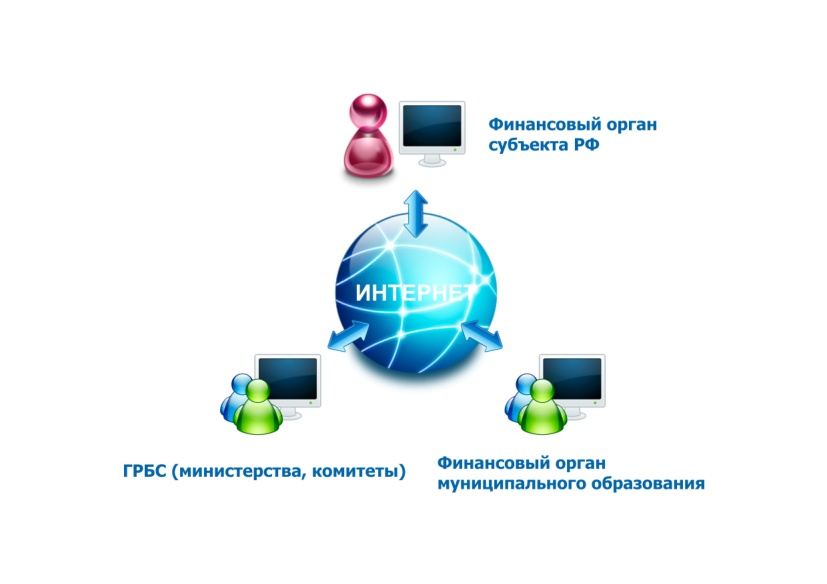 Финансовый орган
субъекта РФ
ИНТЕРНЕТ
ГРБС (министерства, комитеты)
Финансовый орган
муниципального образования